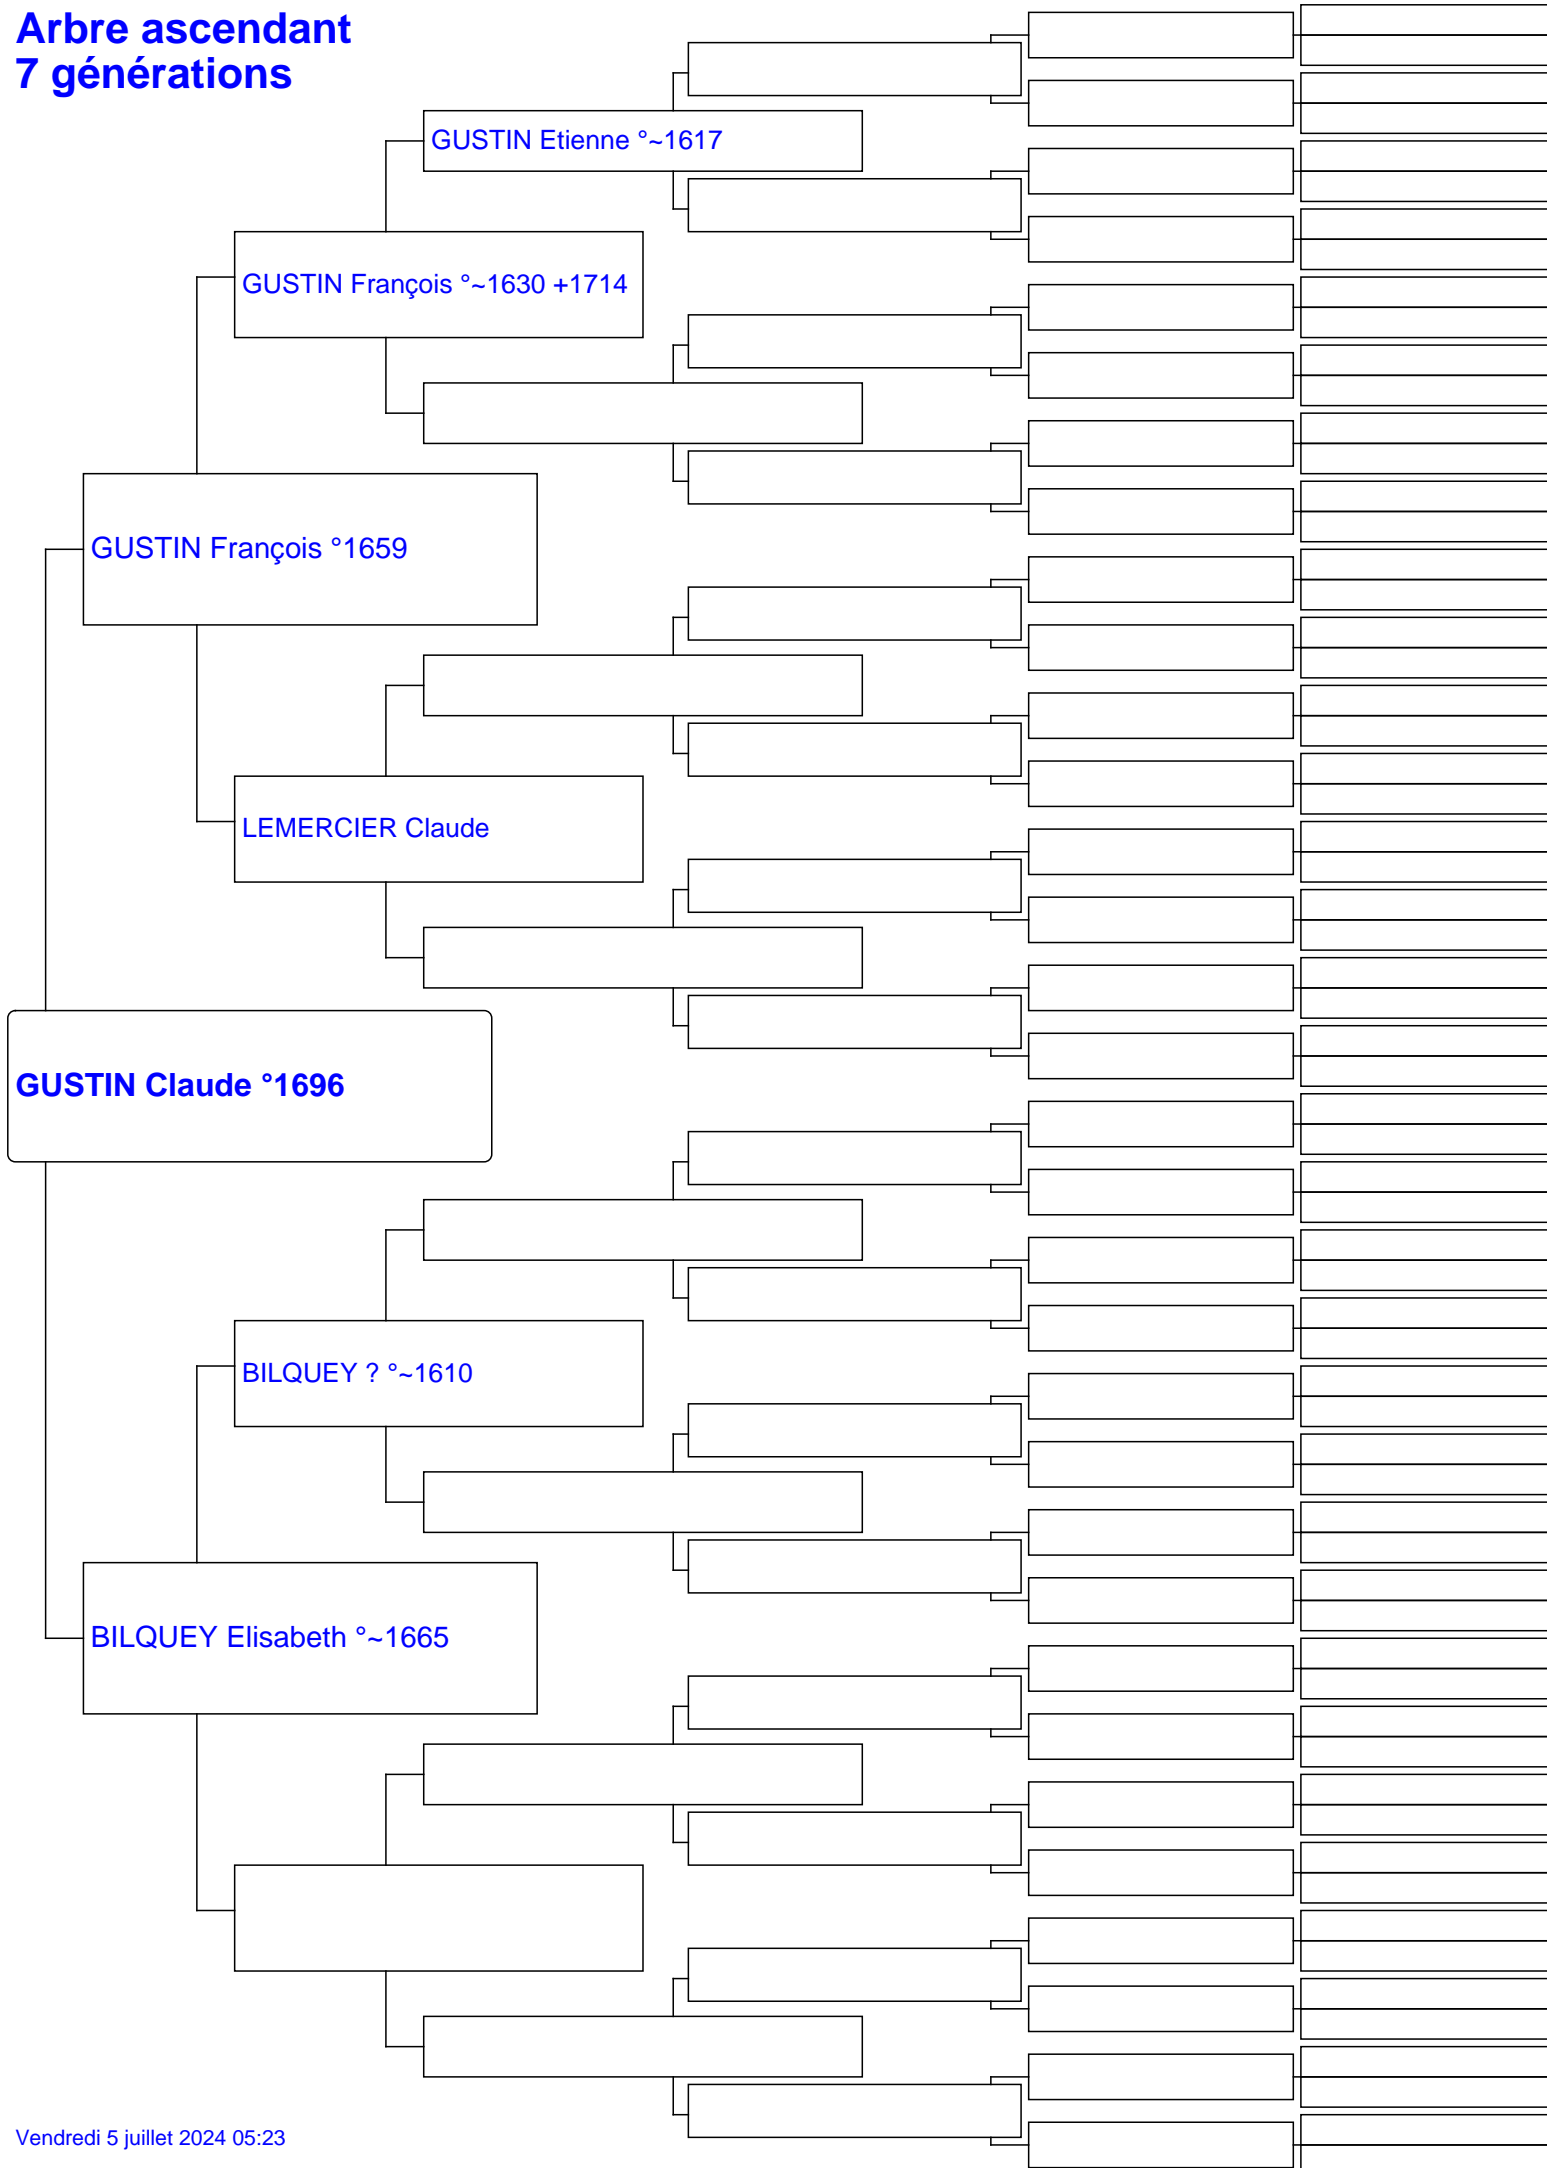 Arbre ascendant
7 générations
GUSTIN Etienne °~1617
GUSTIN François °~1630 +1714
GUSTIN François °1659
LEMERCIER Claude
GUSTIN Claude °1696
BILQUEY ? °~1610
BILQUEY Elisabeth °~1665
Vendredi 5 juillet 2024 05:23